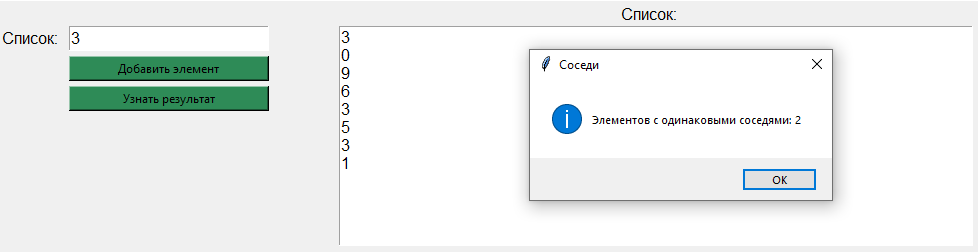 Список:
Список: 3
Добавить элемент
Узнать результат
3
0
9
6
3
5
3
1
Соседи
Элементов с одинаковыми соседями: 2
ОК